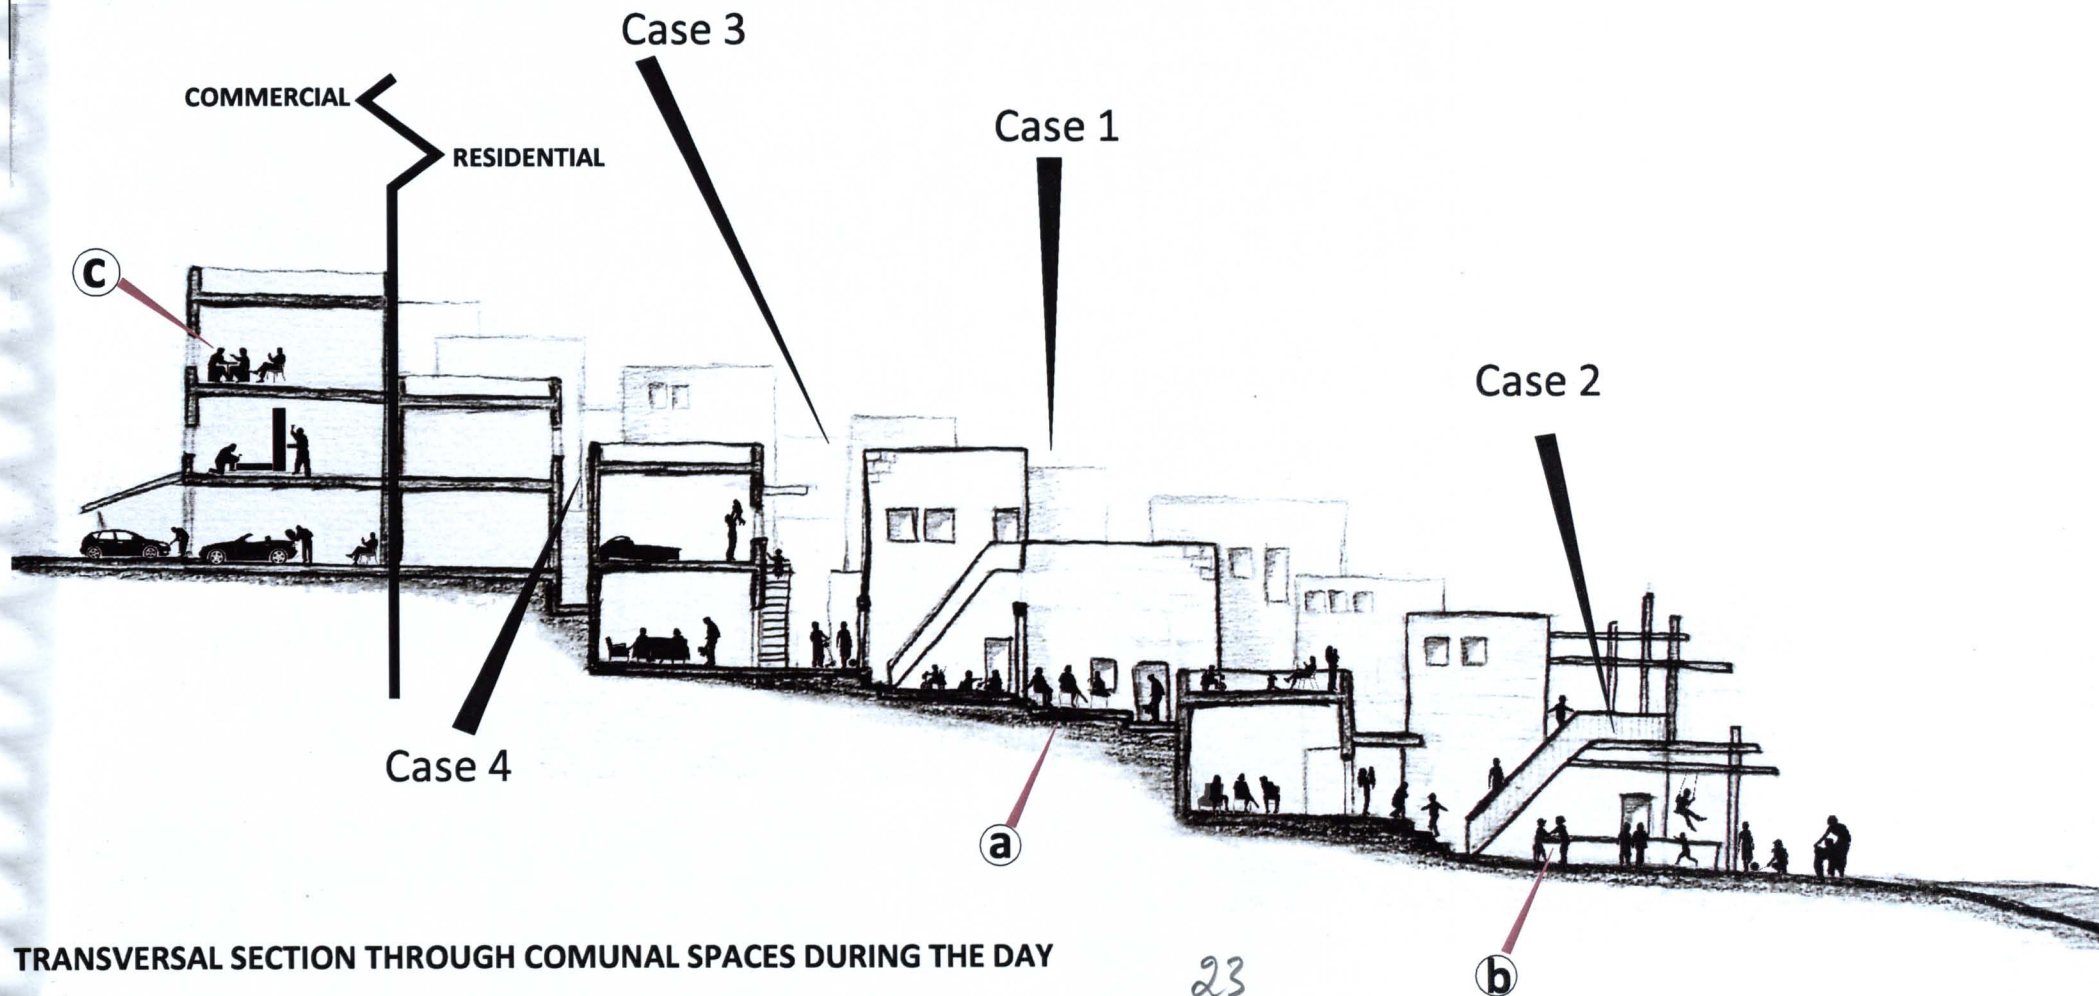 Case 3
COMMERCIAL
RESIDENTIAL
Case 1
c
Case 2
Case 4
a
b
TRANSVERSAL SECTION THROUGH COMUNAL SPACES DURING THE DAY
23